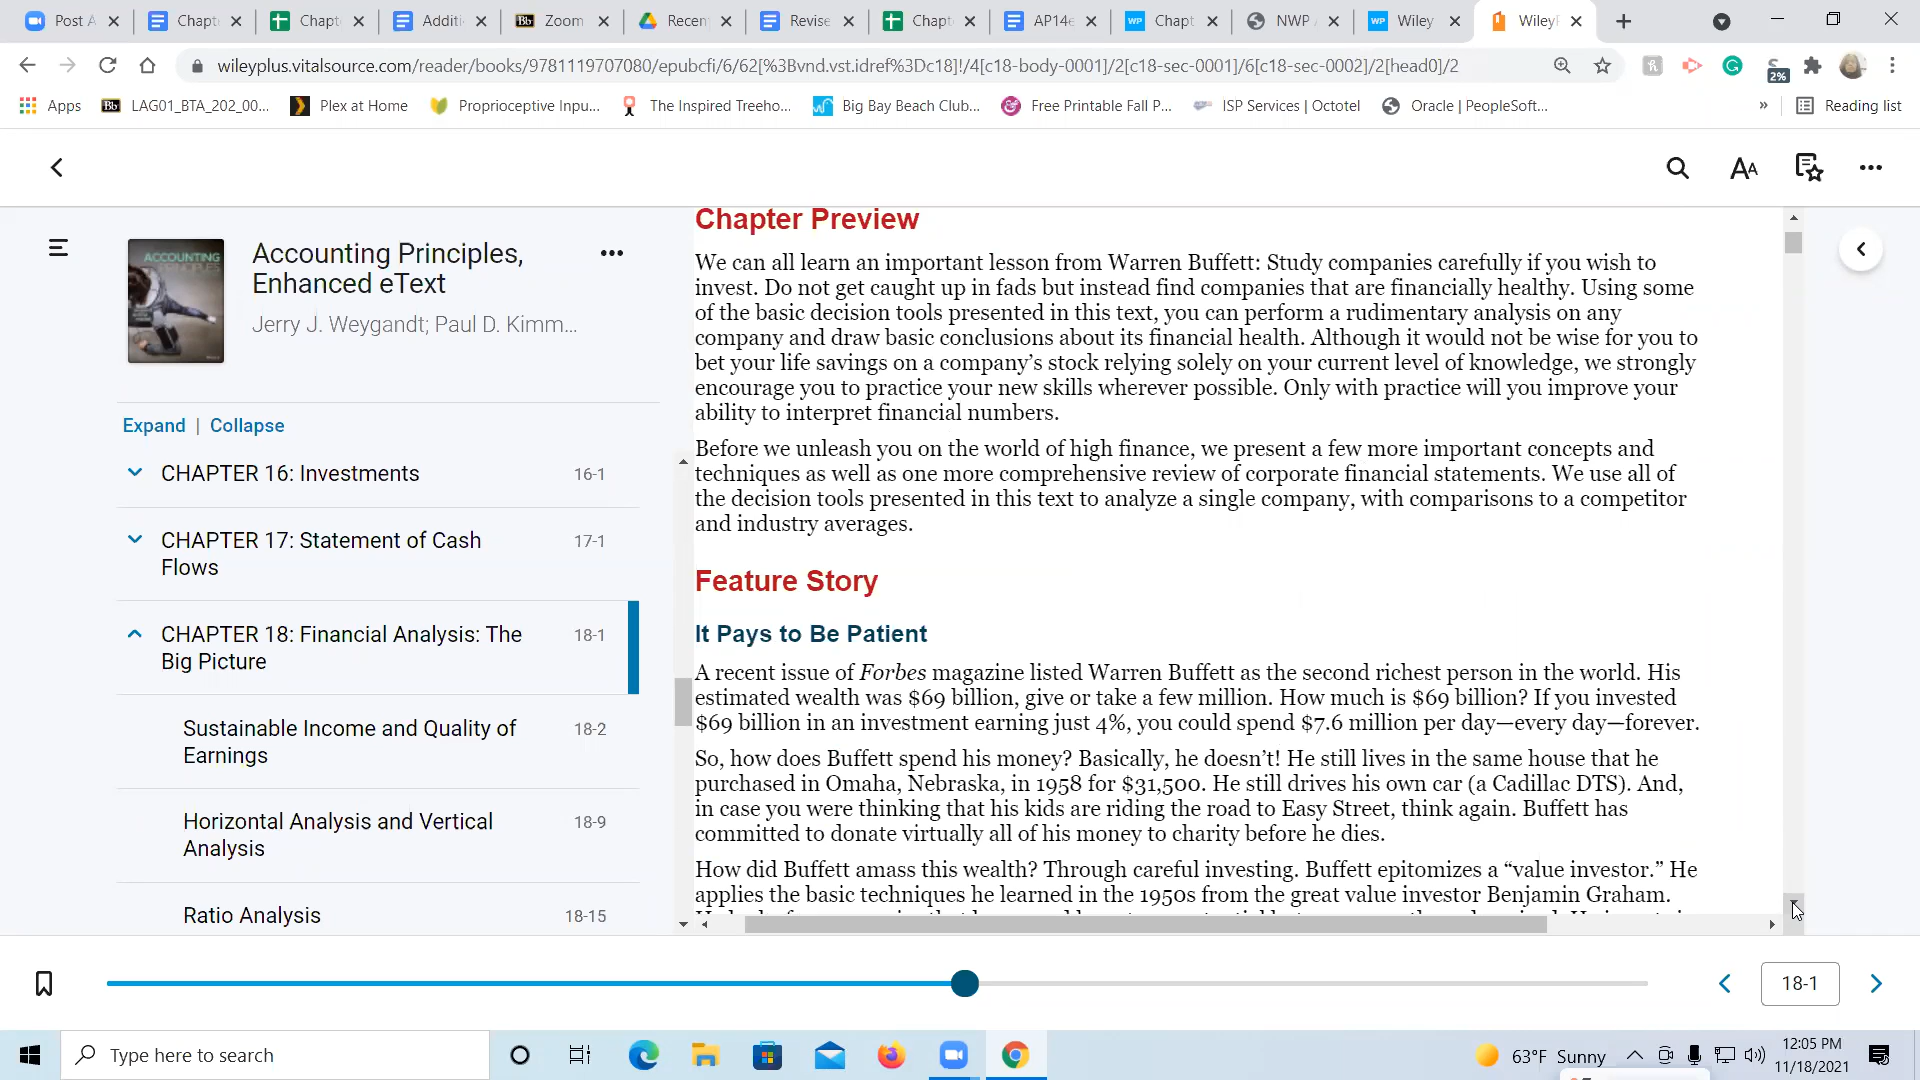 Post A
Chapt
Chapt
Additi
Bb Zoom
Recen
Revise
Chapt
AP14e
WP Chapt
NWP
WP Wiley
Wiley
wileyplus.vitalsource.com/reader/books/9781119707080/epubcfi/6/62[%3Bvnd.vst.idref%3Dc18]!/4[c18-body-0001]/2[c18-sec-0001]/6[c18-sec-0002]/2[head0]/2
2%
Apps
Bb LAG01_BTA_202_00...
Plex at Home
Proprioceptive Inpu...
The Inspired Treeho...
Big Bay Beach Club...
Free Printable Fall P...
ISP Services | Octotel
Oracle | PeopleSoft...
»
Reading list
AA
ACCOUNTING
PRINCIPLES
Accounting Principles,
Enhanced eText
Jerry J. Weygandt; Paul D. Kimm...
Expand | Collapse
CHAPTER 16: Investments 16-1
CHAPTER 17: Statement of Cash 17-1
Flows
CHAPTER 18: Financial Analysis: The 18-1
Big Picture
Sustainable Income and Quality of 18-2
Earnings
Horizontal Analysis and Vertical 18-9
Analysis
Ratio Analysis 18-15
Chapter Preview
We can all learn an important lesson from Warren Buffett: Study companies carefully if you wish to
invest. Do not get caught up in fads but instead find companies that are financially healthy. Using some
of the basic decision tools presented in this text, you can perform a rudimentary analysis on any
company and draw basic conclusions about its financial health. Although it would not be wise for you to
bet your life savings on a company’s stock relying solely on your current level of knowledge, we strongly
encourage you to practice your new skills wherever possible. Only with practice will you improve your
ability to interpret financial numbers.
Before we unleash you on the world of high finance, we present a few more important concepts and
techniques as well as one more comprehensive review of corporate financial statements. We use all of
the decision tools presented in this text to analyze a single company, with comparisons to a competitor
and industry averages.
Feature Story
It Pays to Be Patient
A recent issue of Forbes magazine listed Warren Buffett as the second richest person in the world. His
estimated wealth was $69 billion, give or take a few million. How much is $69 billion? If you invested
$69 billion in an investment earning just 4%, you could spend $7.6 million per day—every day—forever.
So, how does Buffett spend his money? Basically, he doesn’t! He still lives in the same house that he
purchased in Omaha, Nebraska, in 1958 for $31,500. He still drives his own car (a Cadillac DTS). And,
in case you were thinking that his kids are riding the road to Easy Street, think again. Buffett has
committed to donate virtually all of his money to charity before he dies.
How did Buffett amass this wealth? Through careful investing. Buffett epitomizes a “value investor.” He
applies the basic techniques he learned in the 1950s from the great value investor Benjamin Graham.
18-1
Type here to search
63°F Sunny
12:05 PM
11/18/2021